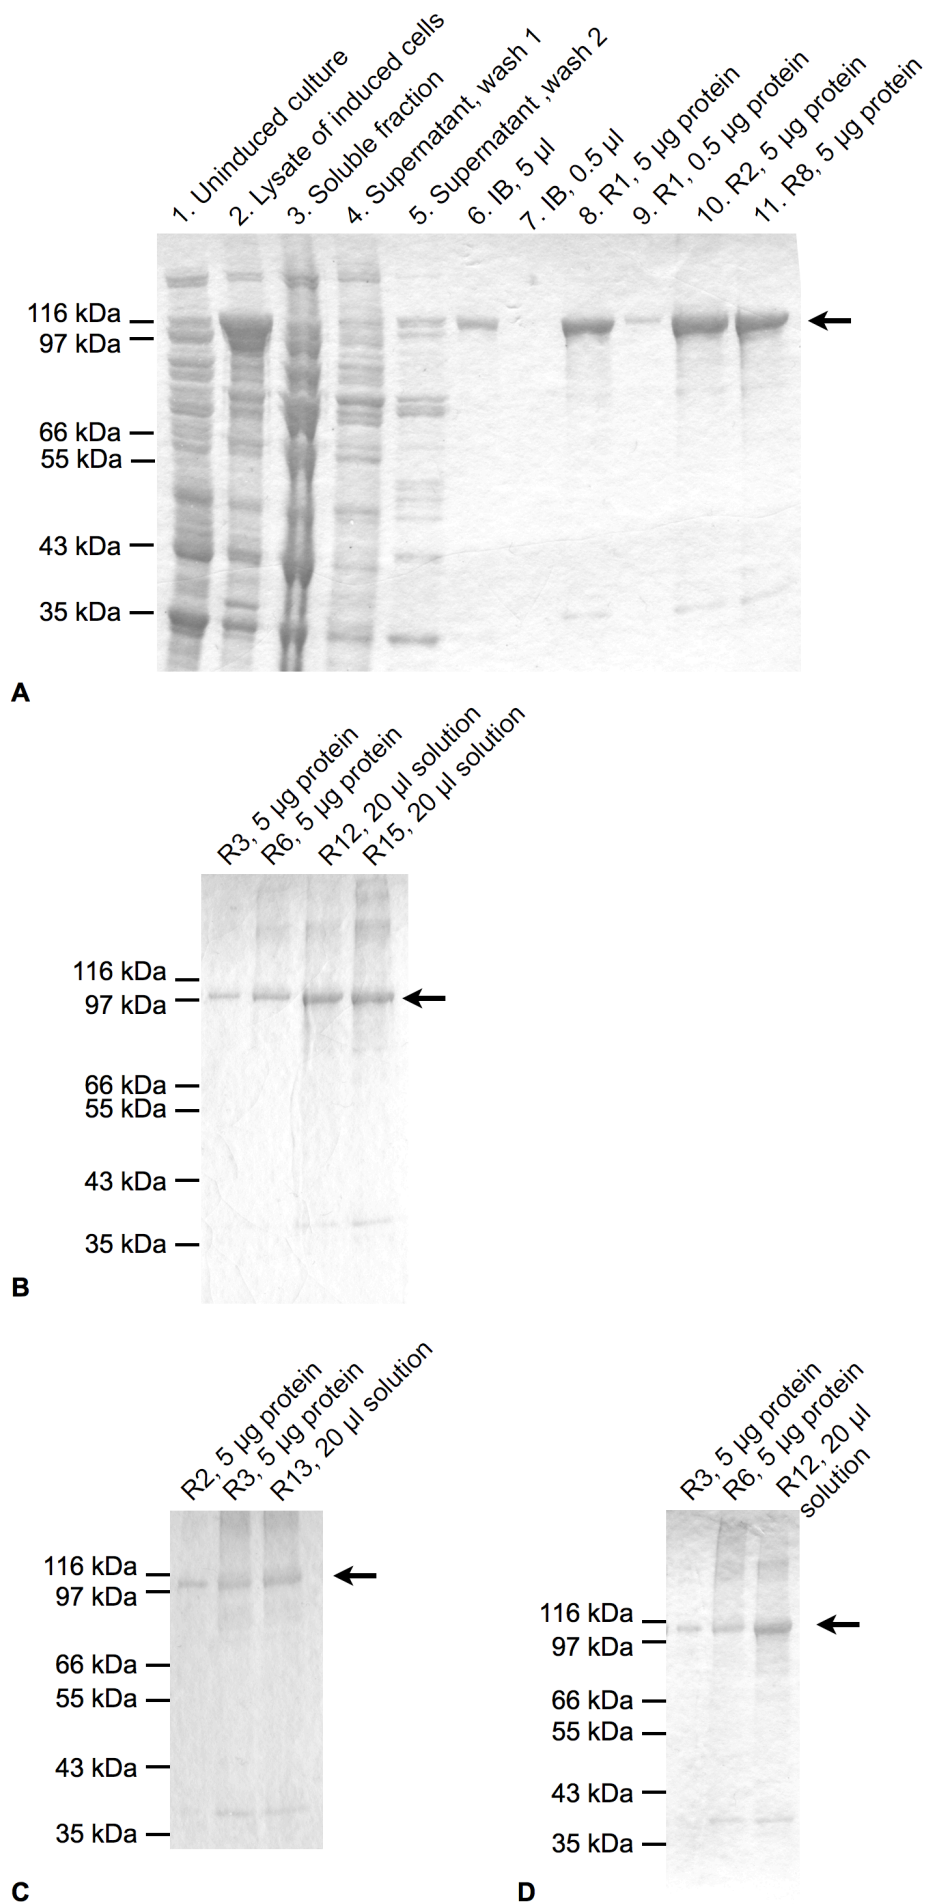 1. Uninduced culture
2. Lysate of induced cells
3. Soluble fraction
4. Supernatant, wash 1
5. Supernatant ,wash 2
6. IB, 5 µl
7. IB, 0.5 µl
8. R1, 5 µg protein
9. R1, 0.5 µg protein
10. R2, 5 µg protein
11. R8, 5 µg protein
116 kDa
97 kDa
66 kDa
55 kDa
43 kDa
35 kDa
A
R3, 5 µg protein
R6, 5 µg protein
R12, 20 µl solution
R15, 20 µl solution
116 kDa
97 kDa
66 kDa
55 kDa
43 kDa
35 kDa
B
R2, 5 µg protein
R3, 5 µg protein
R13, 20 µl solution
116 kDa
97 kDa
66 kDa
55 kDa
43 kDa
35 kDa
C
R3, 5 µg protein
R6, 5 µg protein
R12, 20 µl
solution
116 kDa
97 kDa
66 kDa
55 kDa
43 kDa
35 kDa
D